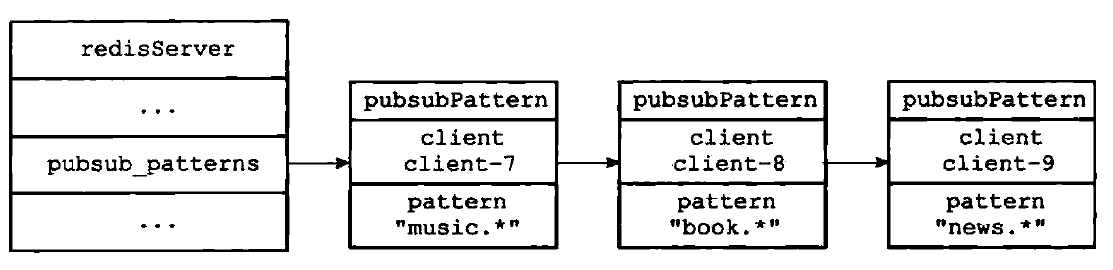 redisServer
...
pubsub_patterns
...
pubsubPattern
client
client-7
pattern
"music.*"
pubsubPattern
client
client-8
pattern
"book.*"
pubsubPattern
client
client-9
pattern
"news.*"